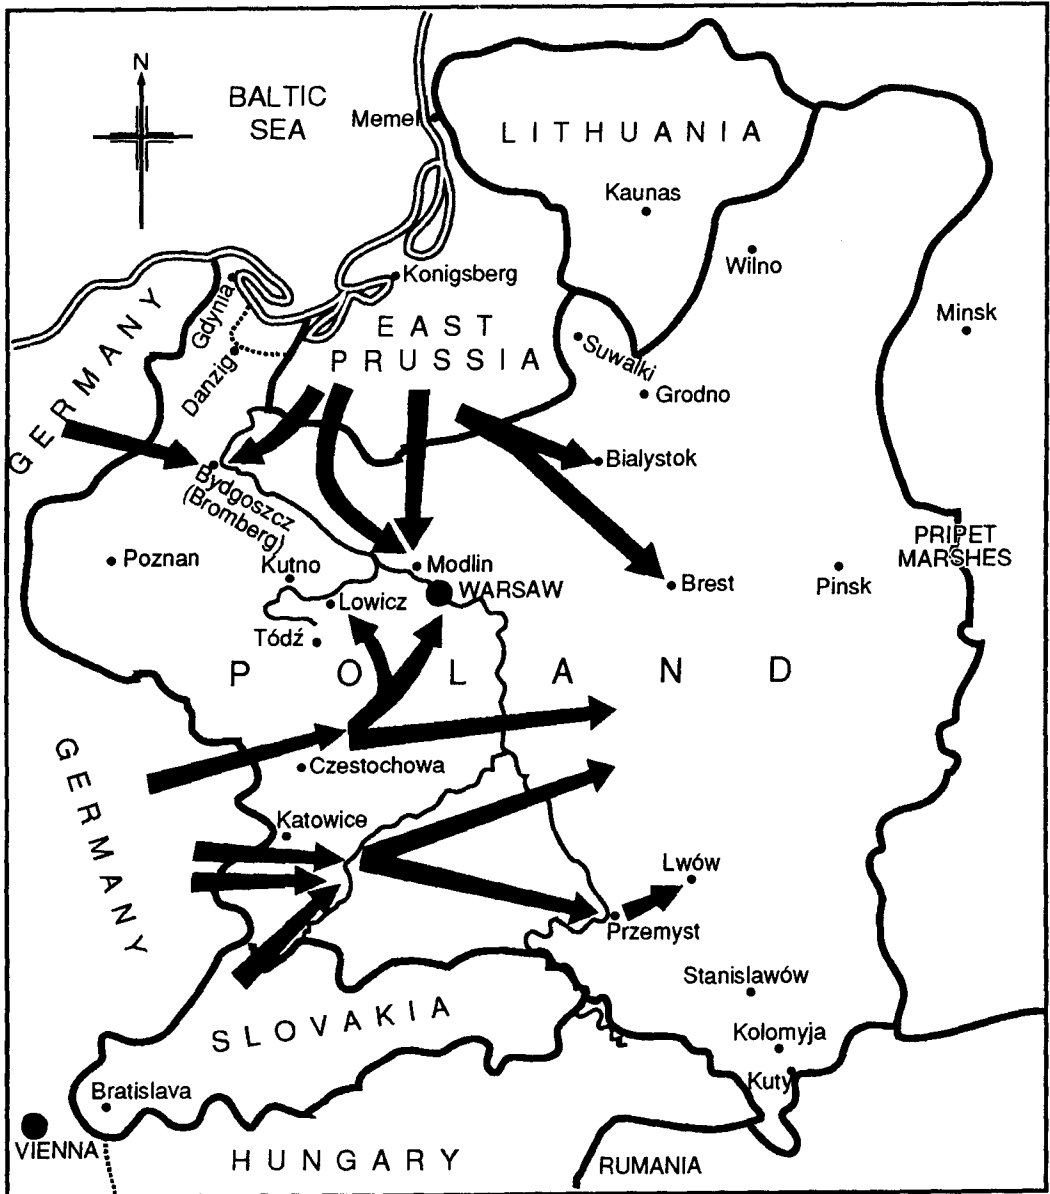 N
BALTIC
SEA
Memel
LITHUANIA
Kaunas
Wilno
Konigsberg
Minsk
GERMANY
Gdynia
EAST
PRUSSIA
Suwalki
Danzig
Grodno
Bialystok
Bydgoszcz
(Bromberg)
PRIPET
MARSHES
Poznan
Kutno
Modlin
WARSAW
Brest
Pinsk
Lowicz
Tódź
POLAND
GERMANY
Czestochowa
Katowice
Lwów
Przemyst
Stanislawów
SLOVAKIA
Kołomyja
Kuty
Bratislava
VIENNA
HUNGARY
RUMANIA